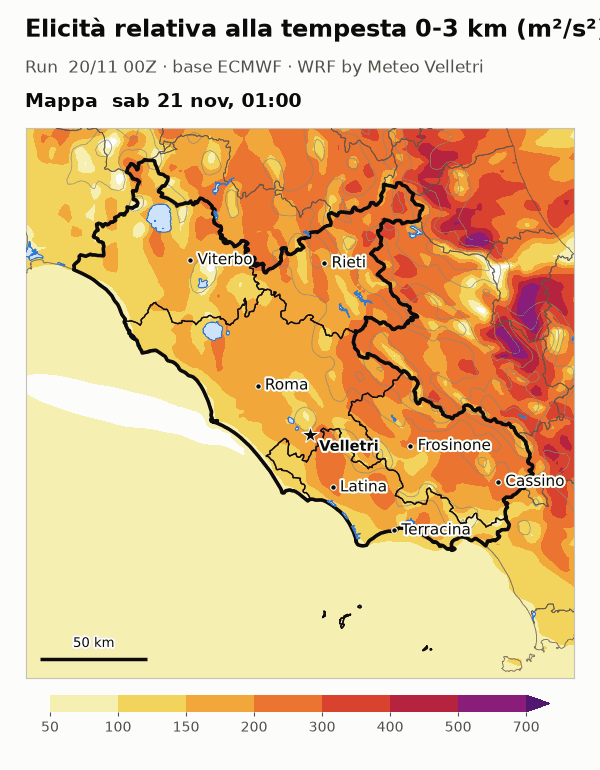 Elicità relativa alla tempesta 0-3 km (m²/s²)
Run 20/11 00Z · base ECMWF · WRF by Meteo Velletri
Mappa sab 21 nov, 01:00
Viterbo
Rieti
Roma
Velletri
Frosinone
Cassino
Latina
Terracina
50 km
50 100 150 200 300 400 500 700